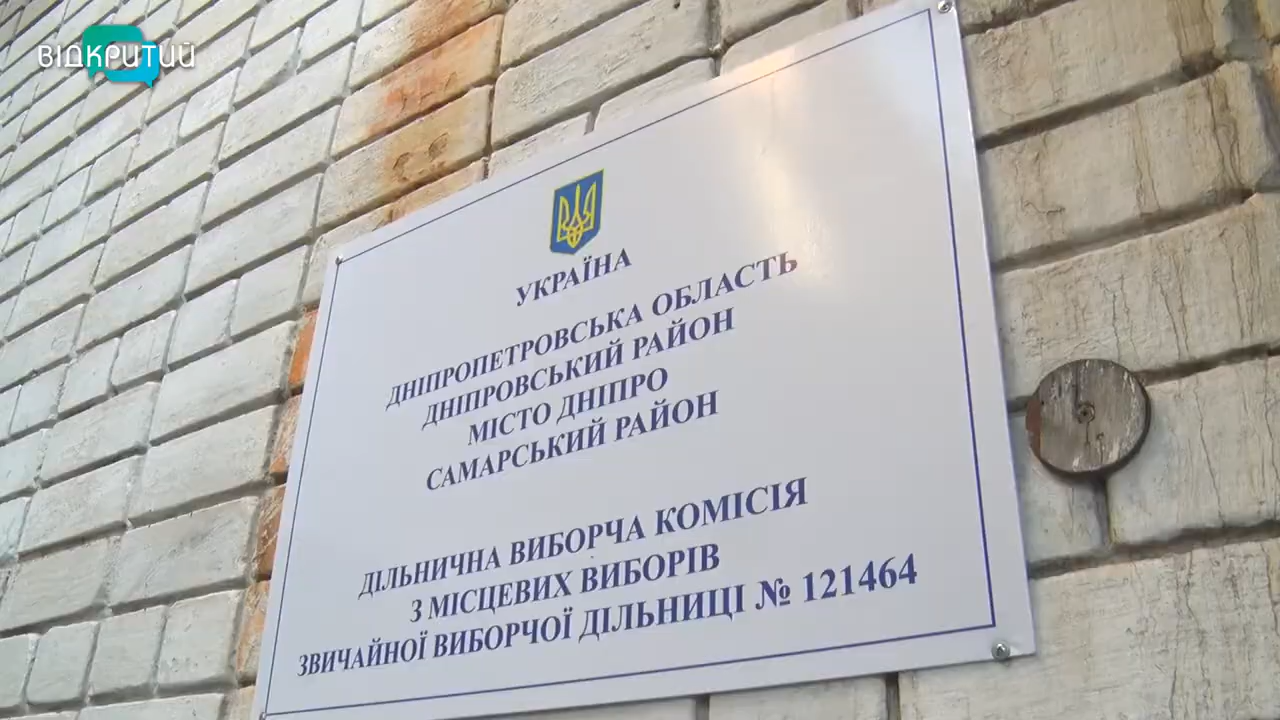 ВІДКРИТИЙ
УКРАЇНА
ДНІПРОПЕТРОВСЬКА ОБЛАСТЬ
ДНІПРОВСЬКИЙ РАЙОН
МІСТО ДНІПРО
САМАРСЬКИЙ РАЙОН
ДІЛЬНИЧНА ВИБОРЧА КОМІСІЯ
З МІСЦЕВИХ ВИБОРІВ
ЗВИЧАЙНОЇ ВИБОРЧОЇ ДІЛЬНИЦІ № 121464